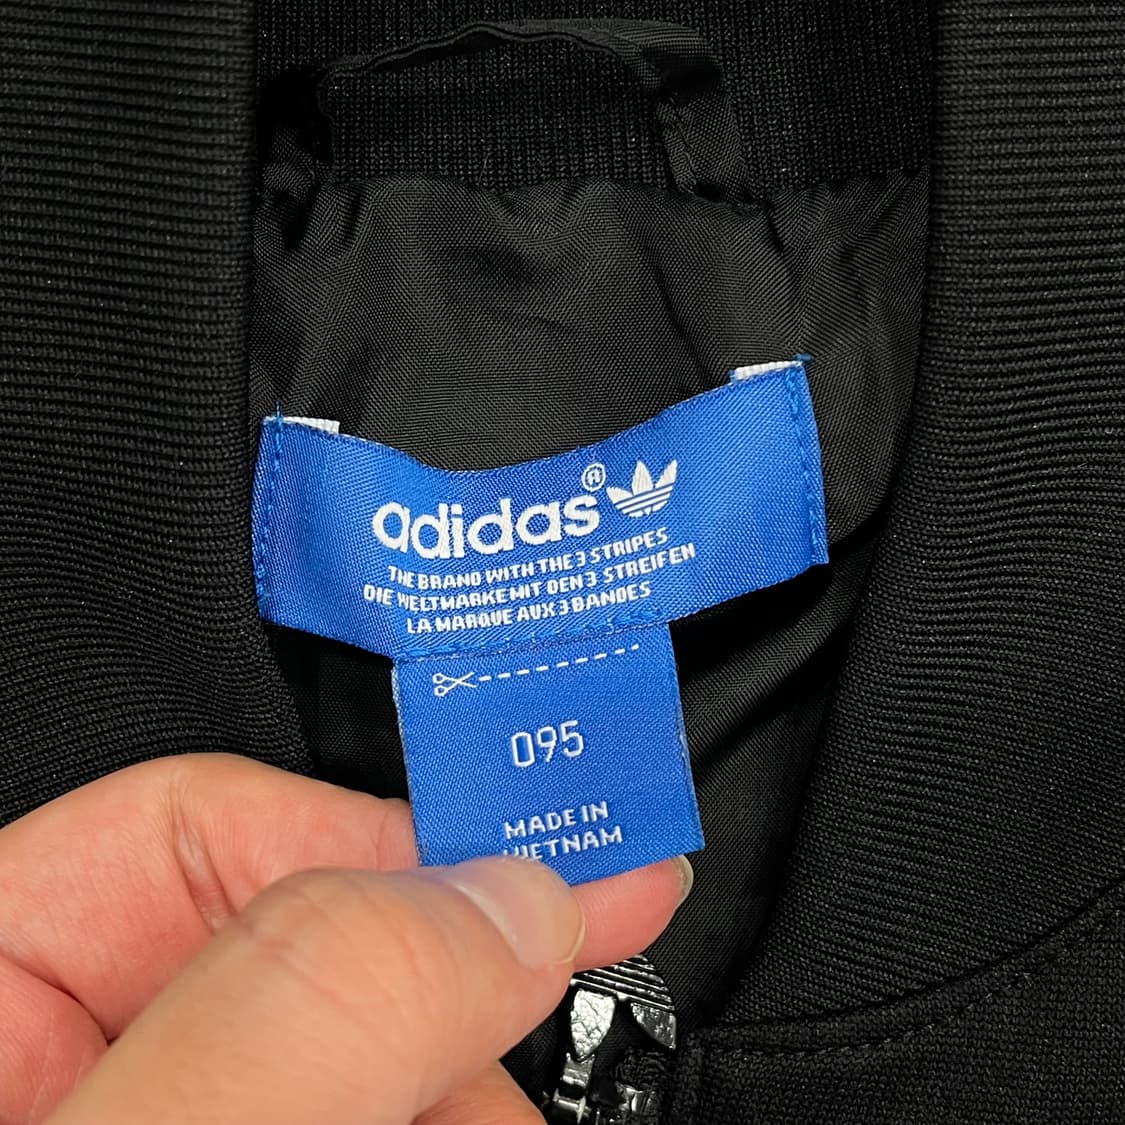 adidas®
THE BRAND WITH THE 3 STRIPES
DIE WELTMARKE MIT DEN 3 STREIFEN
LA MARQUE AUX 3 BANDES
095
MADE IN
VIETNAM